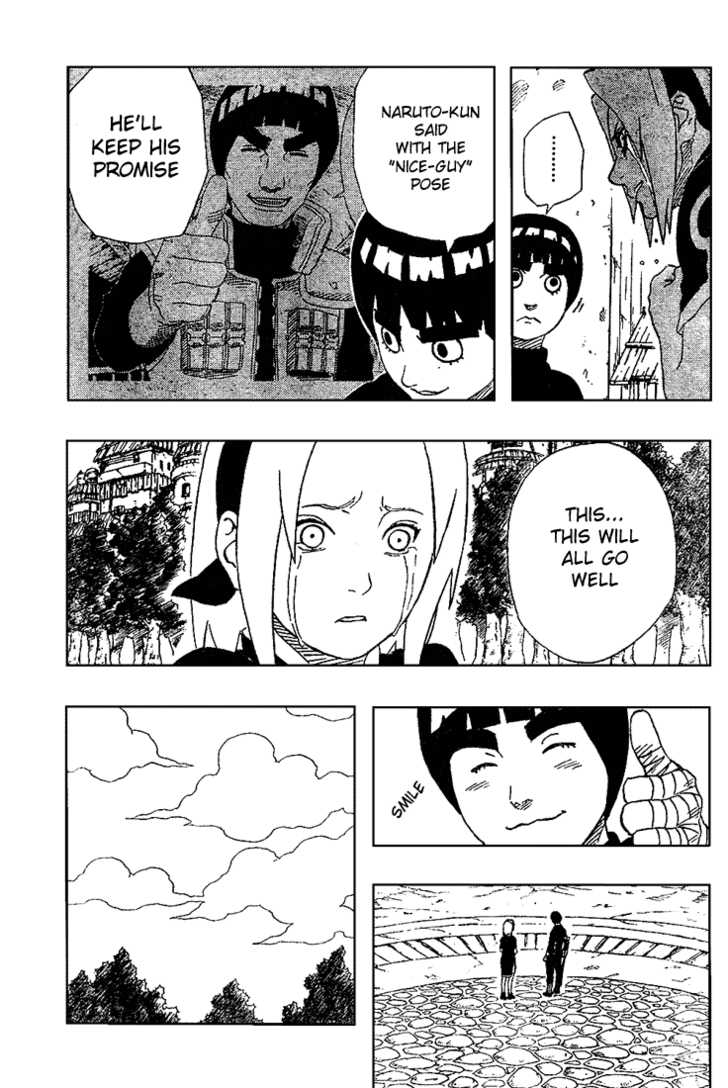 .......
NARUTO-KUN
SAID
WITH THE
"NICE-GUY"
POSE
HE'LL
KEEP HIS
PROMISE
THIS...
THIS WILL
ALL GO
WELL
SMILE